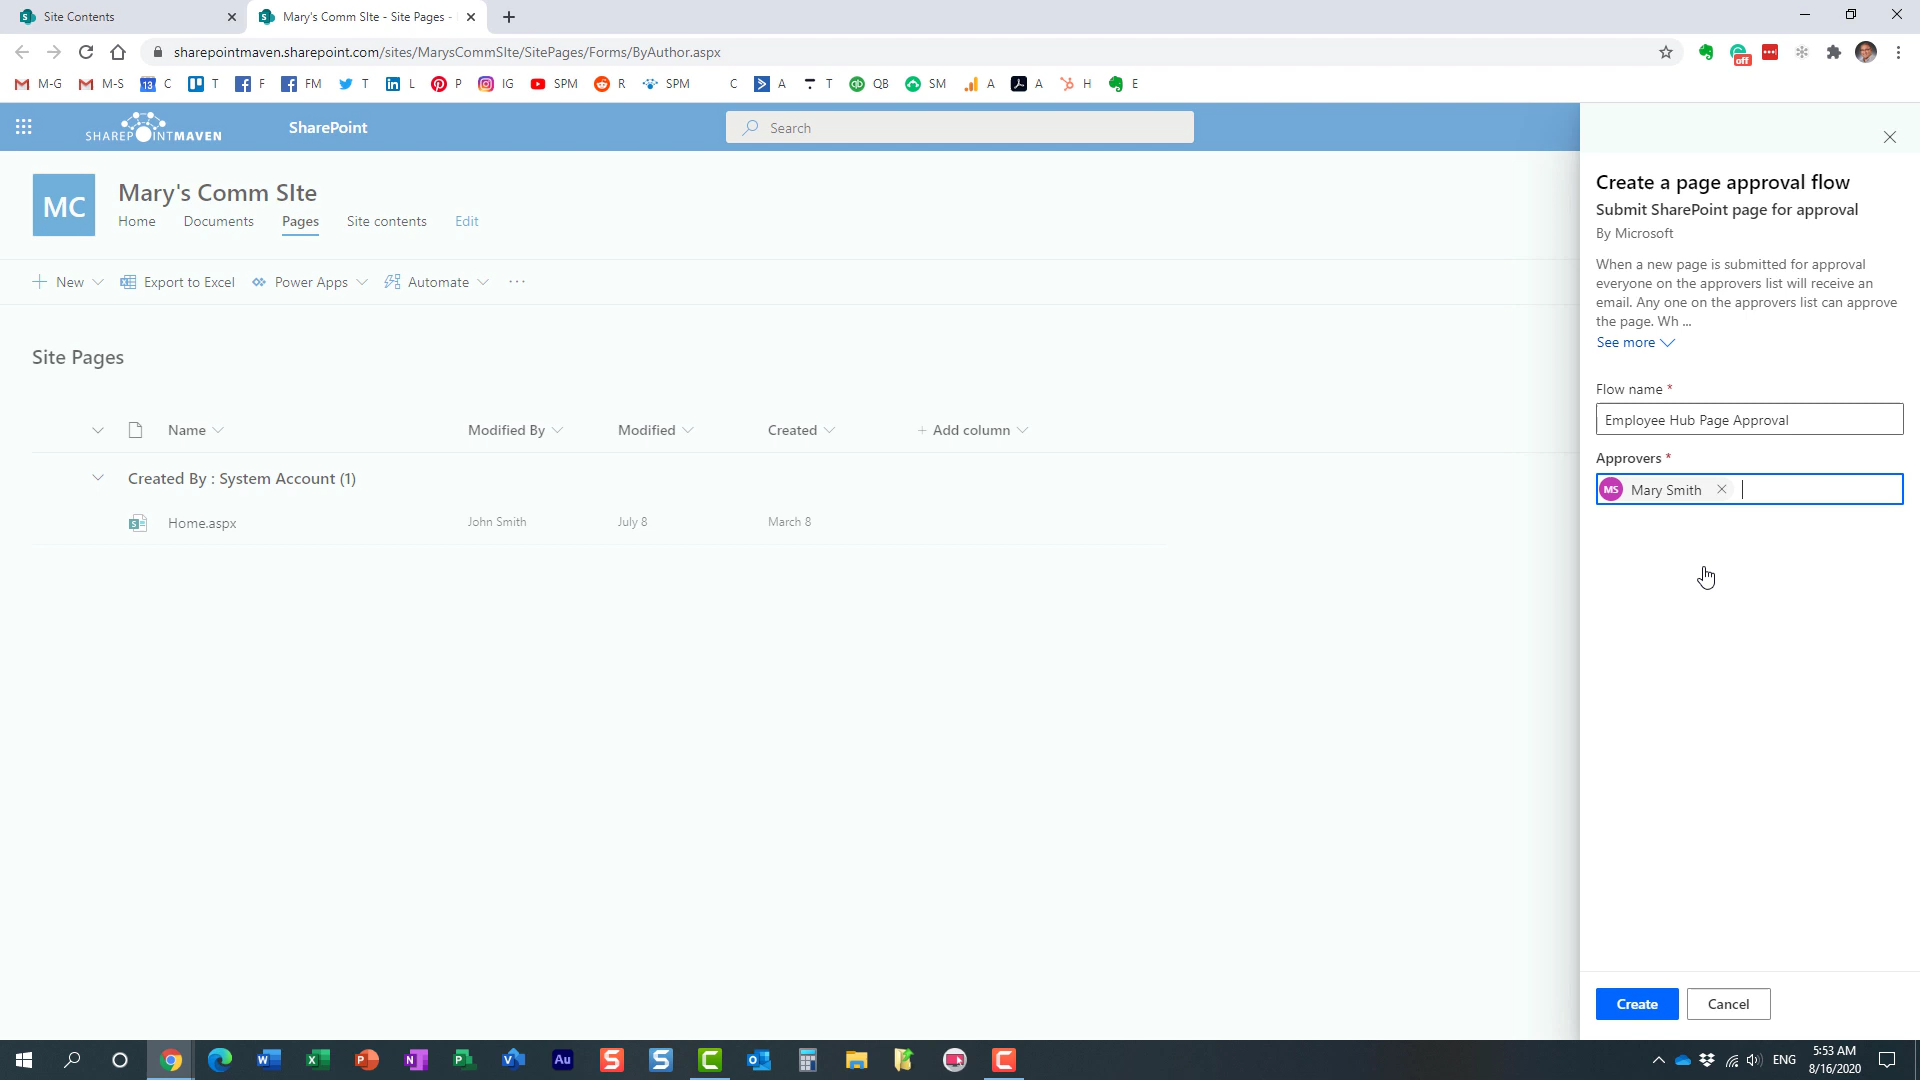 Site Contents
Mary's Comm SIte - Site Pages -
sharepointmaven.sharepoint.com/sites/MarysCommSIte/SitePages/Forms/ByAuthor.aspx
off
M-G M-S 13 C T F FM T L P IG SPM R SPM C A T QB SM A A H E
SHAREPOINTMAVEN SharePoint Search
MC
Mary's Comm SIte
Home Documents Pages Site contents Edit
New Export to Excel Power Apps Automate ...
Site Pages
Name Modified By Modified Created + Add column
Created By : System Account (1)
Home.aspx John Smith July 8 March 8
Create a page approval flow
Submit SharePoint page for approval
By Microsoft
When a new page is submitted for approval
everyone on the approvers list will receive an
email. Any one on the approvers list can approve
the page. Wh ...
See more
Flow name *
Employee Hub Page Approval
Approvers *
MS Mary Smith
Create Cancel
ENG
5:53 AM
8/16/2020